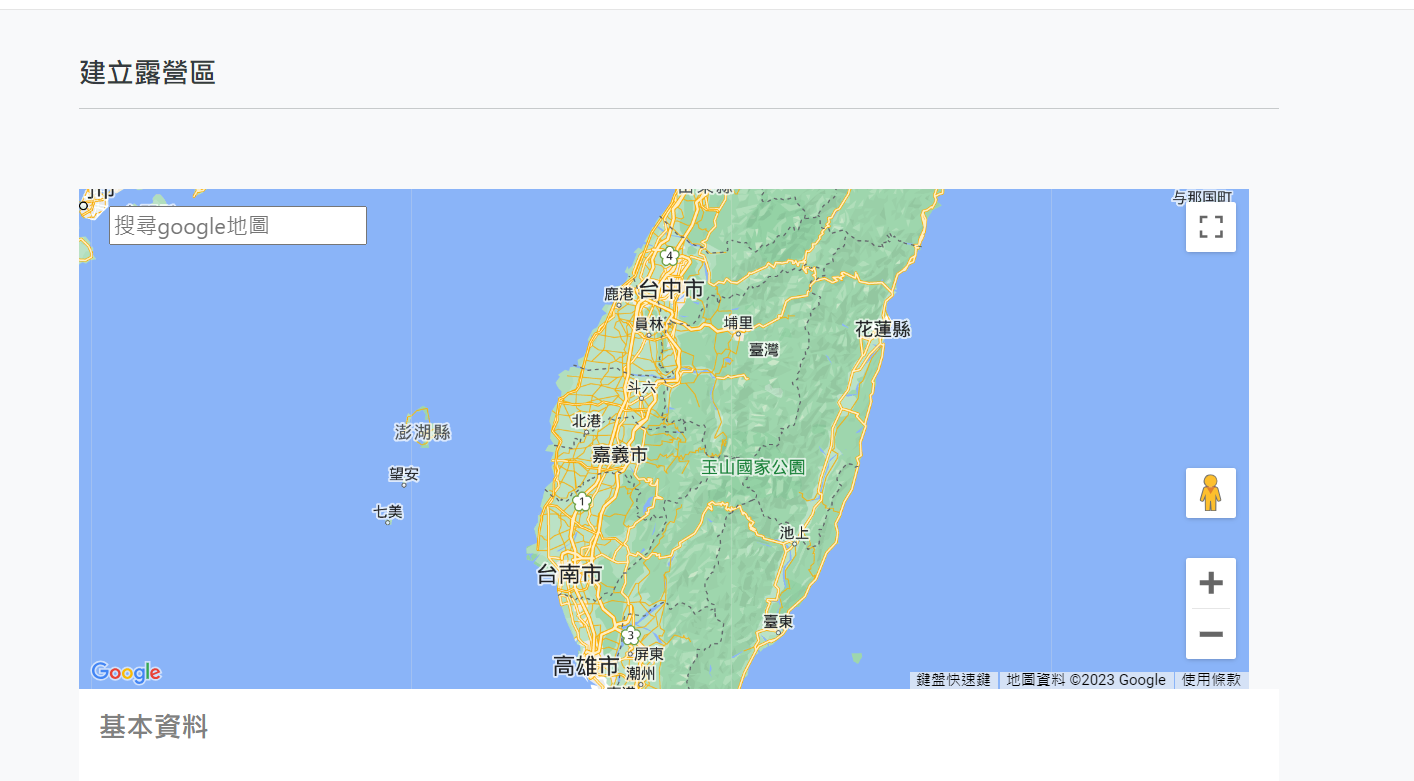 建立露營區
与那国町
搜尋google地圖
4
鹿港
台中市
員林
埔里
花蓮縣
臺灣
斗六
北港
澎湖縣
嘉義市
玉山國家公園
望安
1
七美
池上
台南市
臺東
3
屏東
高雄市
潮州
Google
鍵盤快速鍵
地圖資料 ©2023 Google
使用條款
基本資料